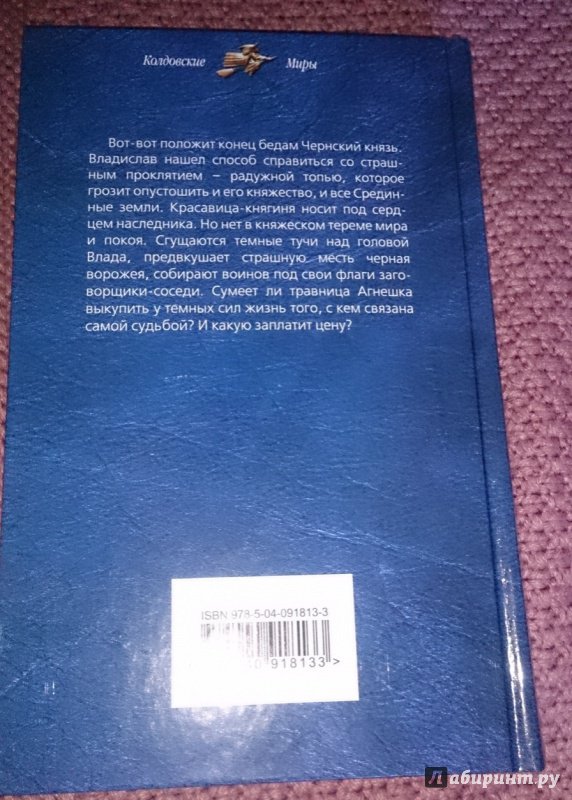 Колдовские Миры
Вот-вот положит конец бедам Чернский князь.
Владислав нашел способ справиться со страш-
ным проклятием – радужной топью, которое
грозит опустошить и его княжество, и все Средин-
ные земли. Красавица-княгиня носит под серд-
цем наследника. Но нет в княжеском тереме мира
и покоя. Сгущаются темные тучи над головой
Влада, предвкушает страшную месть черная
ворожея, собирают воинов под свои флаги заго-
ворщики-соседи. Сумеет ли травница Агнешка
выкупить у темных сил жизнь того, с кем связана
самой судьбой? И какую заплатит цену?
ISBN 978-5-04-091813-3
918133>
Лабиринт.ру